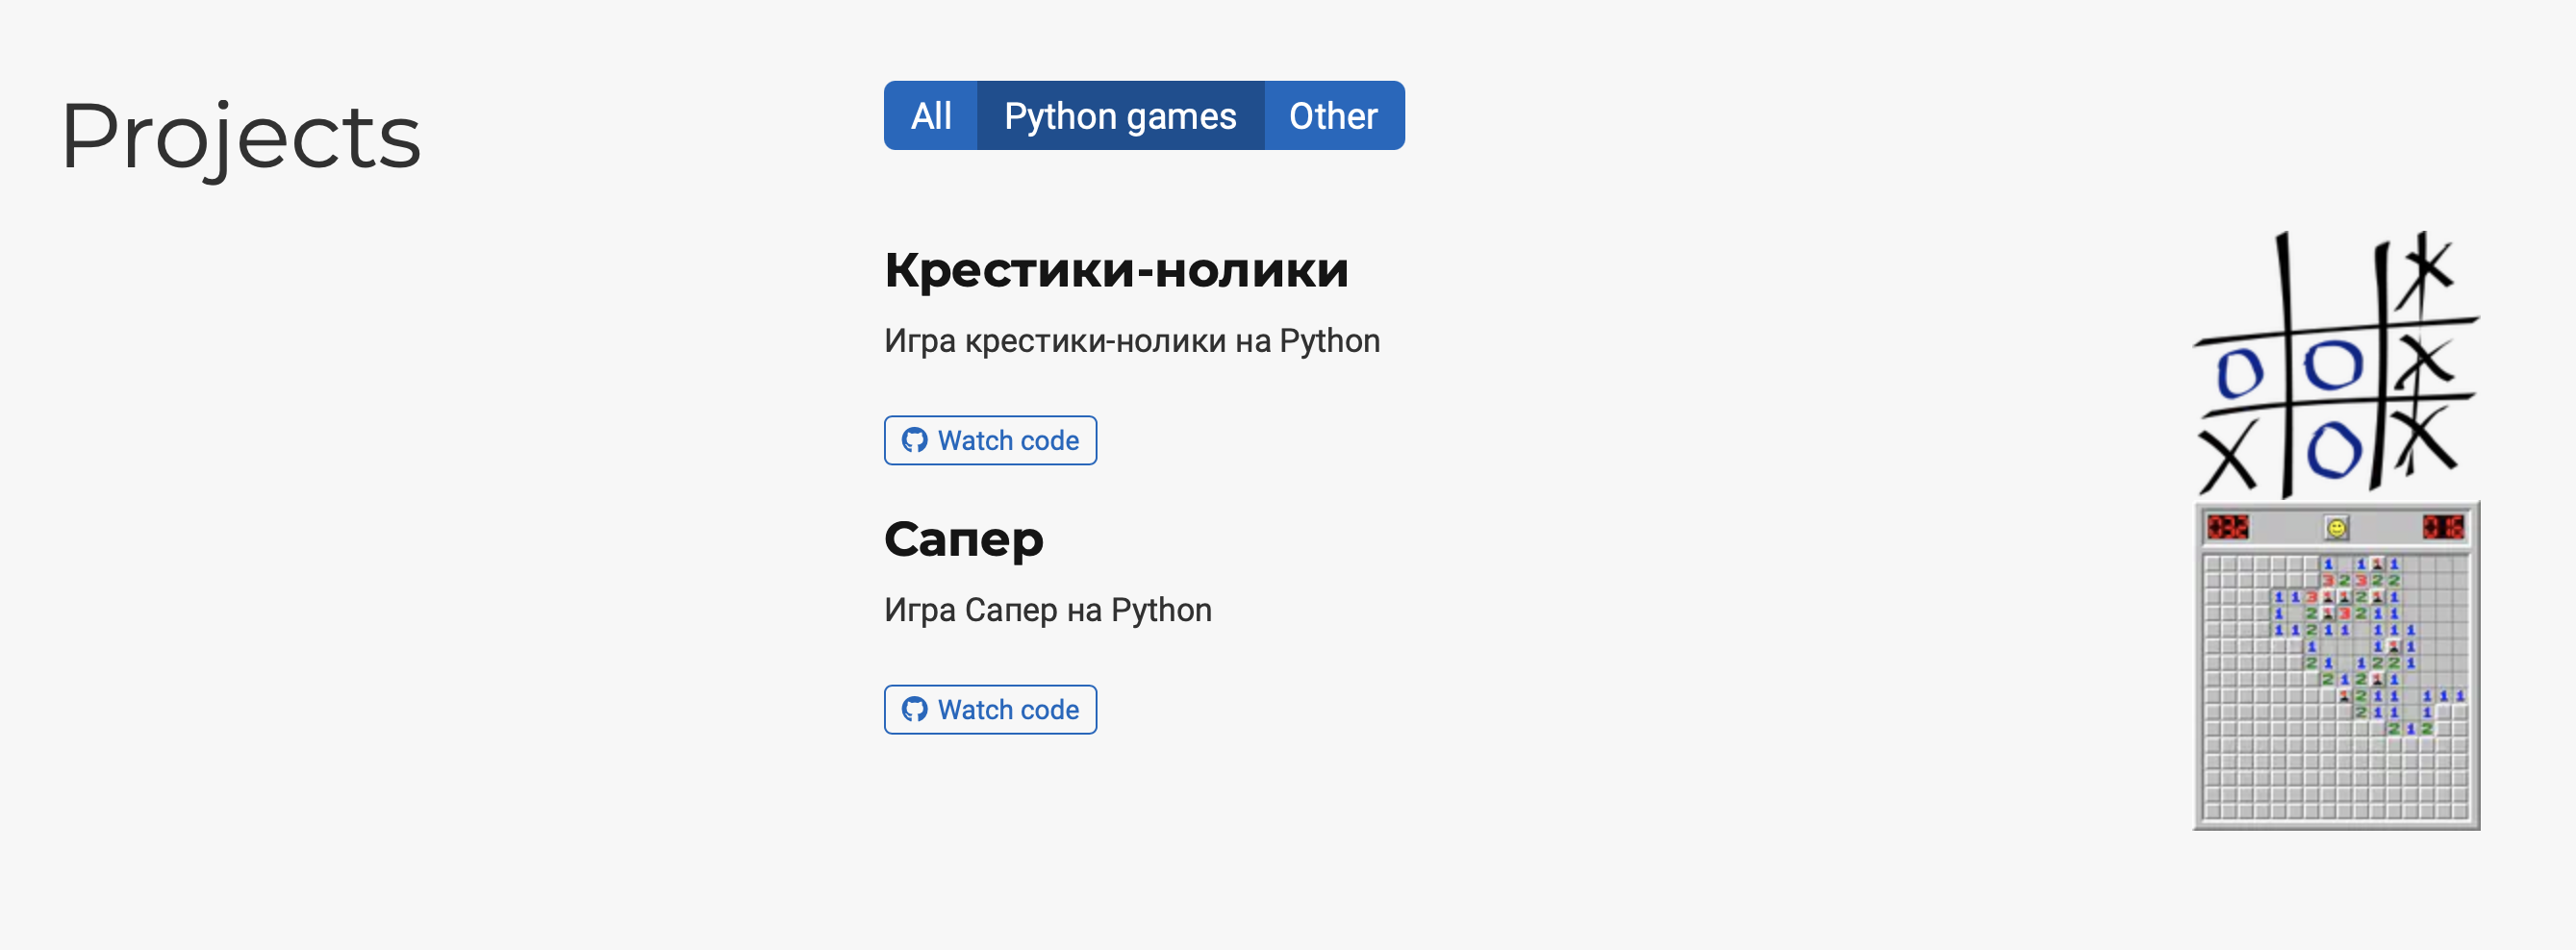 Projects
All Python games Other
Крестики-нолики
Игра крестики-нолики на Python
Watch code
Сапер
Игра Сапер на Python
Watch code